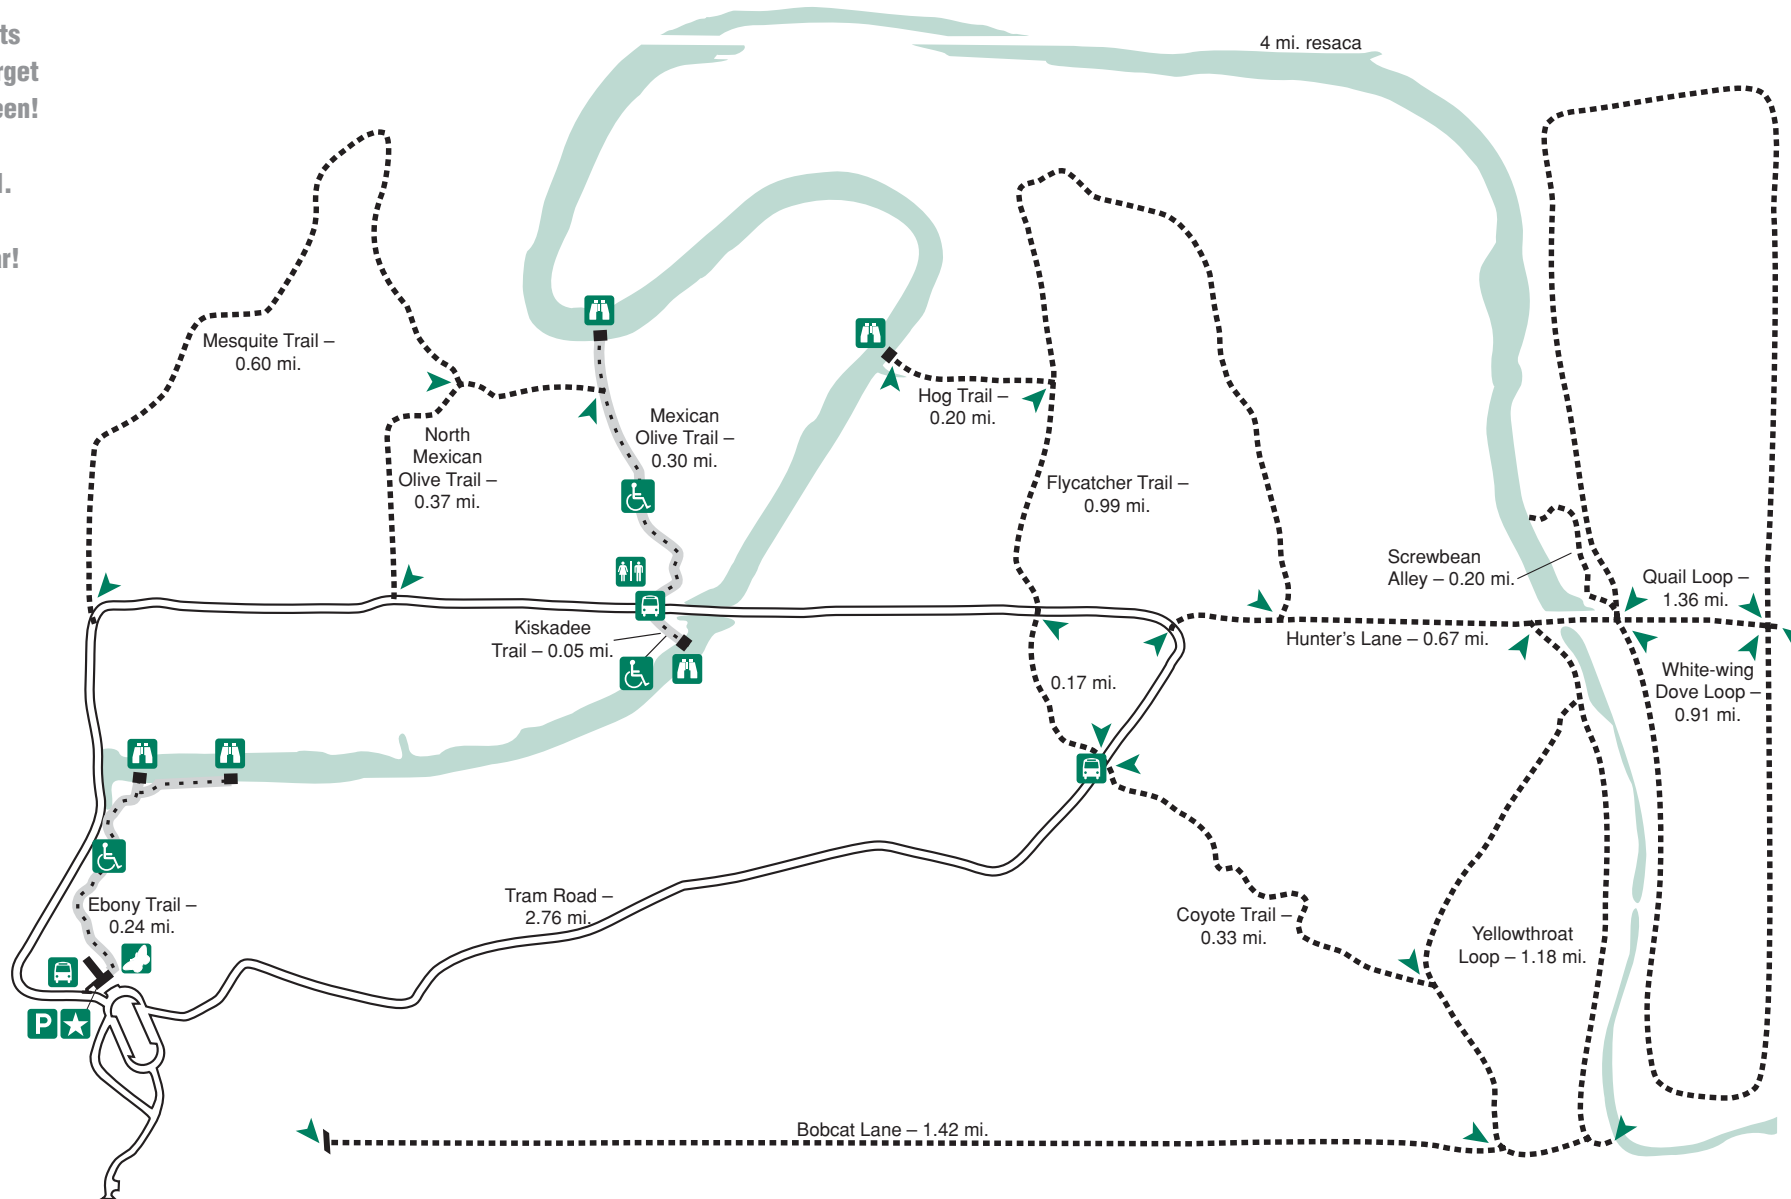 ts
rget
een!
l.
ar!
4 mi. resaca
Mesquite Trail –
0.60 mi.
North
Mexican
Olive Trail –
0.37 mi.
Mexican
Olive Trail –
0.30 mi.
Hog Trail –
0.20 mi.
Flycatcher Trail –
0.99 mi.
Screwbean
Alley – 0.20 mi.
Quail Loop –
1.36 mi.
Kiskadee
Trail – 0.05 mi.
Hunter's Lane – 0.67 mi.
0.17 mi.
White-wing
Dove Loop –
0.91 mi.
Ebony Trail –
0.24 mi.
Tram Road –
2.76 mi.
Coyote Trail –
0.33 mi.
Yellowthroat
Loop – 1.18 mi.
P
Bobcat Lane – 1.42 mi.